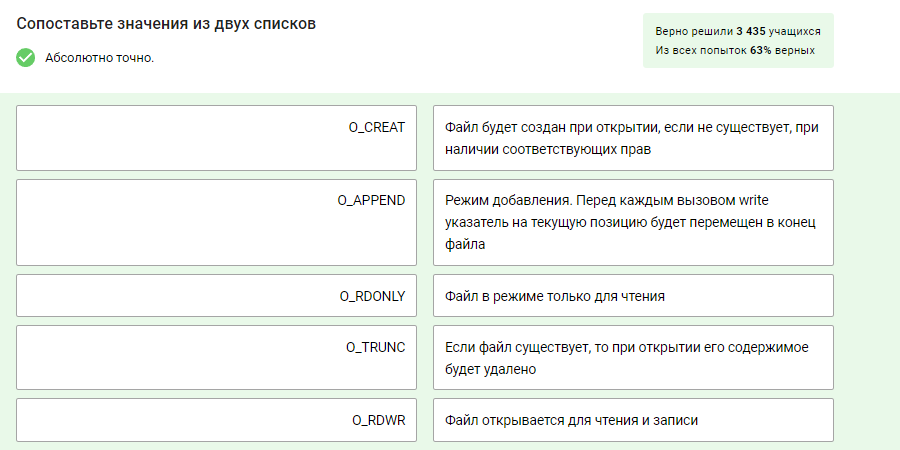 Сопоставьте значения из двух списков
Абсолютно точно.
Верно решили 3 435 учащихся
Из всех попыток 63% верных
O_CREAT
Файл будет создан при открытии, если не существует, при
наличии соответствующих прав
O_APPEND
Режим добавления. Перед каждым вызовом write
указатель на текущую позицию будет перемещен в конец
файла
O_RDONLY
Файл в режиме только для чтения
O_TRUNC
Если файл существует, то при открытии его содержимое
будет удалено
O_RDWR
Файл открывается для чтения и записи